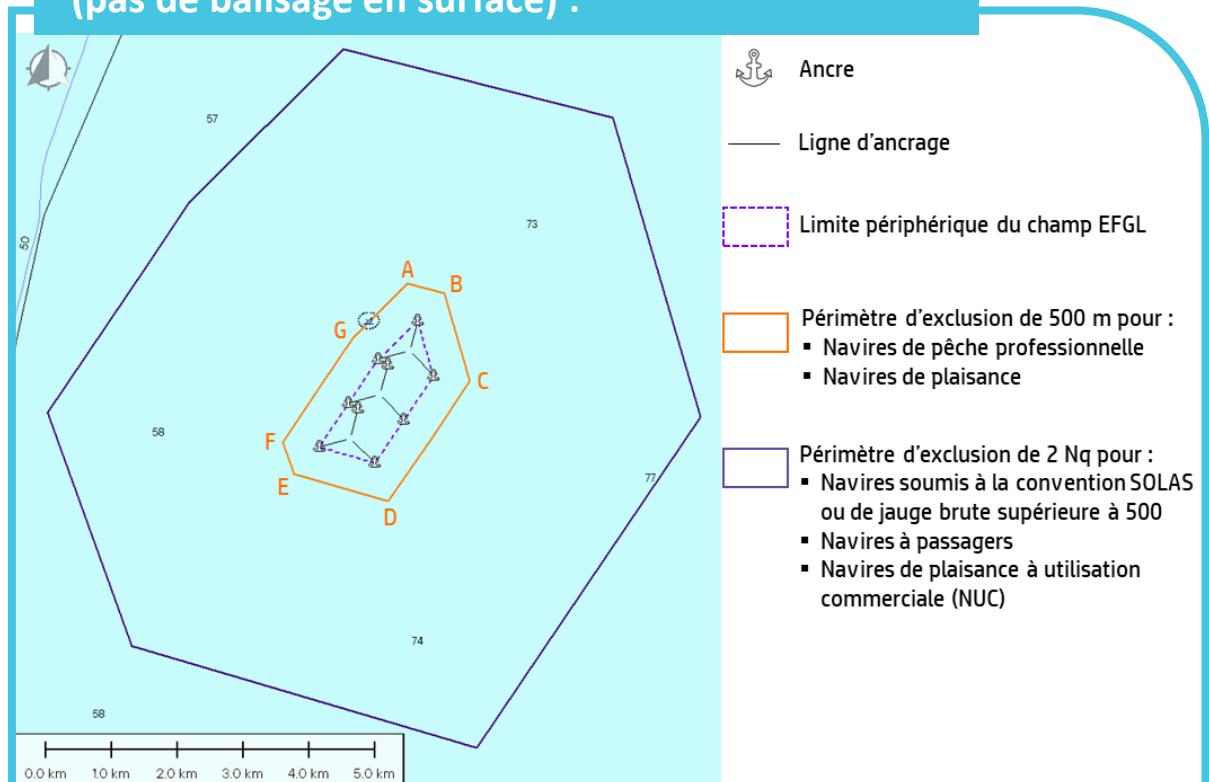 (pas de balisage en surface) :
Ancre
Ligne d'ancrage
Limite périphérique du champ EFGL
Périmètre d'exclusion de 500 m pour :
▪ Navires de pêche professionnelle
▪ Navires de plaisance
Périmètre d'exclusion de 2 Nq pour :
▪ Navires soumis à la convention SOLAS
ou de jauge brute supérieure à 500
▪ Navires à passagers
▪ Navires de plaisance à utilisation
commerciale (NUC)
57
73
50
A
B
G
C
58
F
E
D
77
74
58
0.0 km 1.0 km 2.0 km 3.0 km 4.0 km 5.0 km